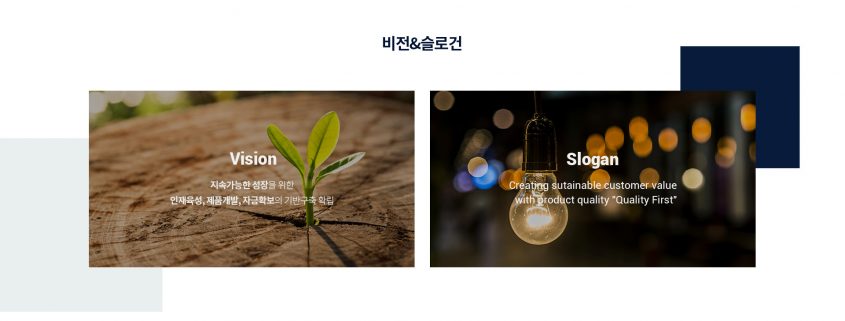 비전&슬로건
Vision
지속가능한 성장을 위한
인재육성, 제품개발, 자금확보의 기반구축 확립
Slogan
Creating sutainable customer value
with product quality "Quality First"